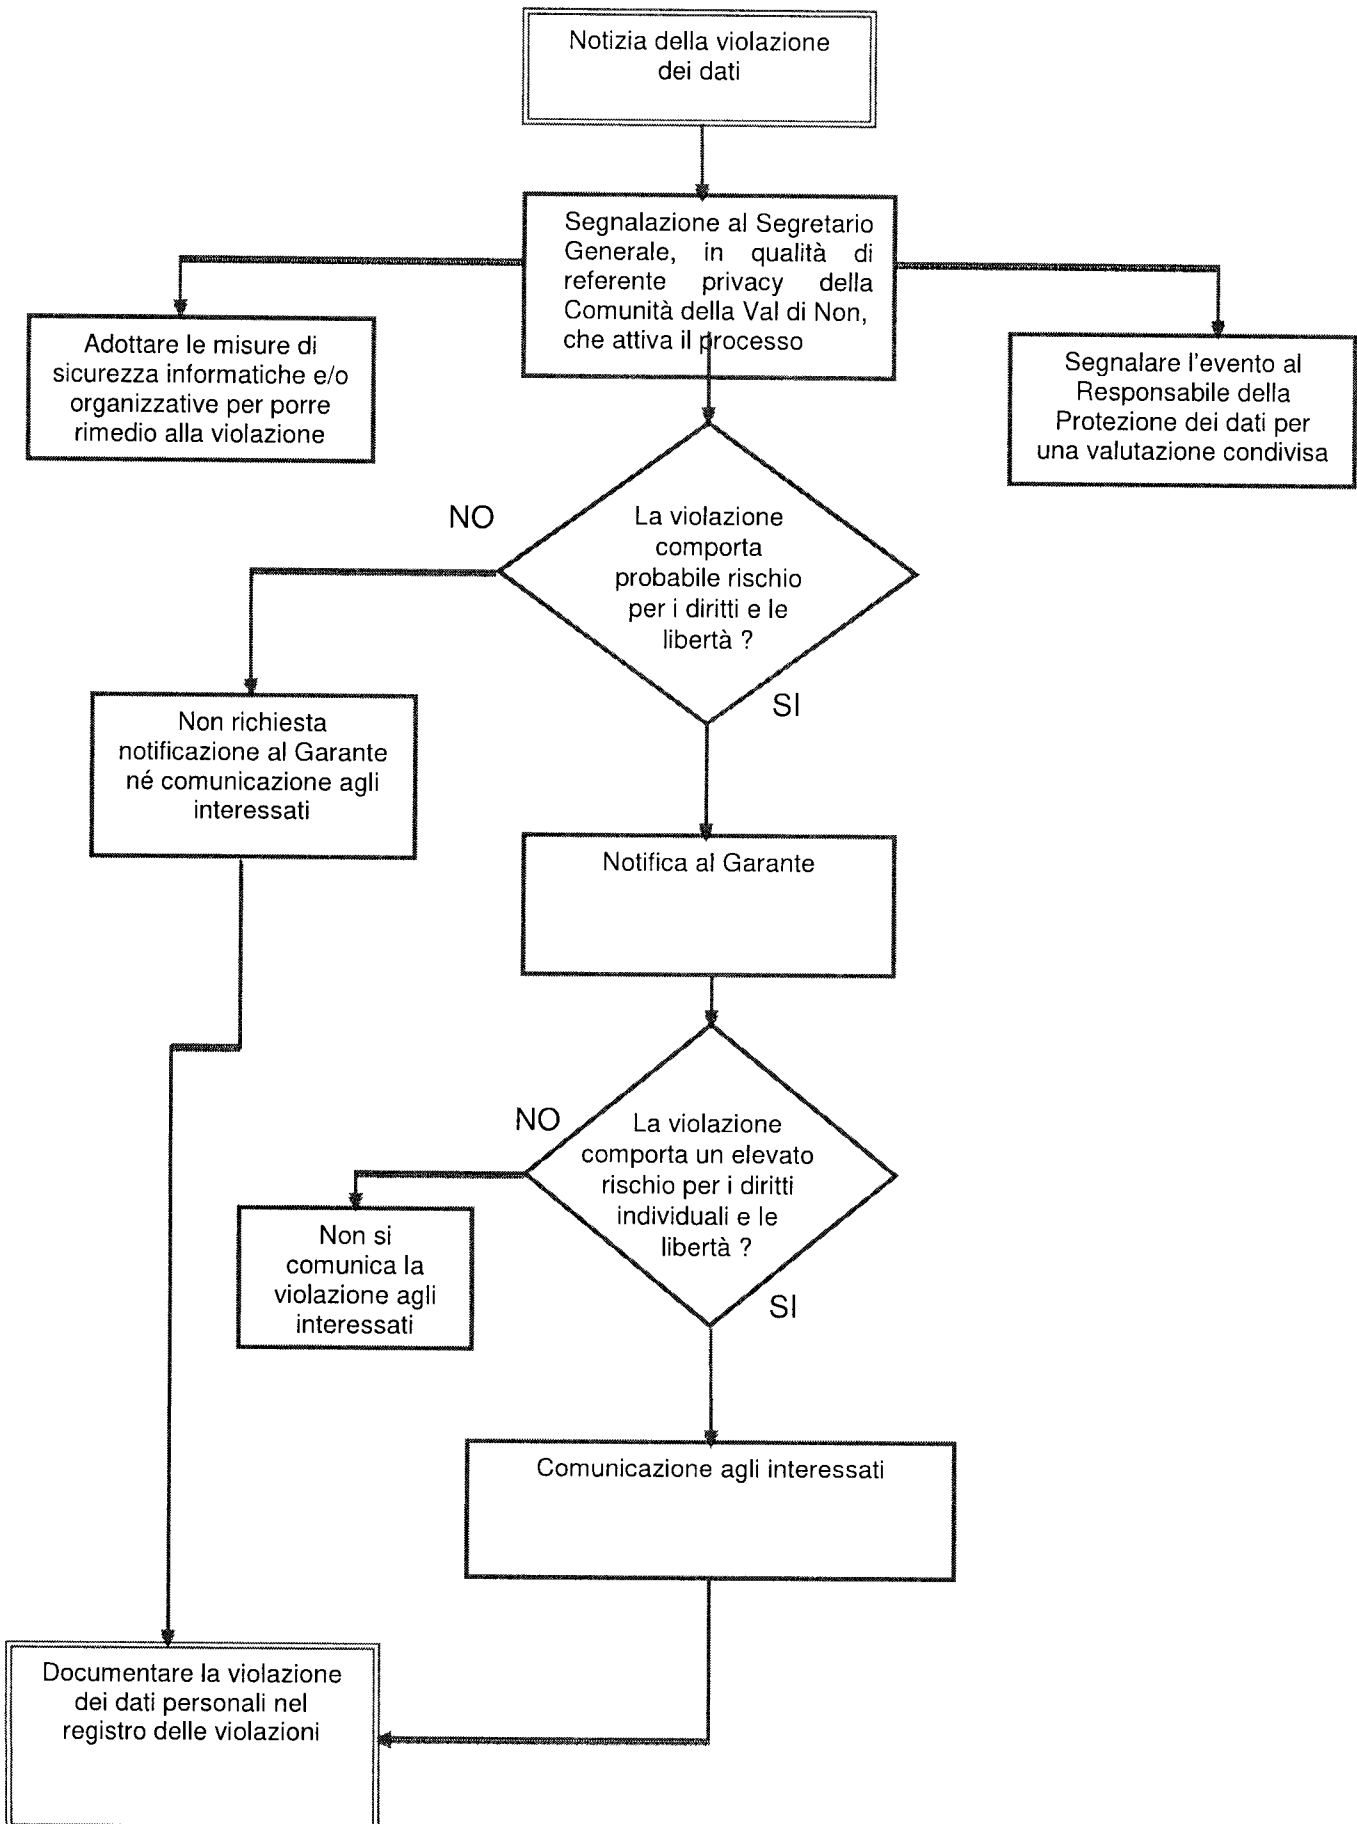 Notizia della violazione
dei dati
Segnalazione al Segretario
Generale, in qualità di
referente privacy della
Comunità della Val di Non,
che attiva il processo
Adottare le misure di
sicurezza informatiche e/o
organizzative per porre
rimedio alla violazione
Segnalare l'evento al
Responsabile della
Protezione dei dati per
una valutazione condivisa
NO
La violazione
comporta
probabile rischio
per i diritti e le
libertà ?
SI
Non richiesta
notificazione al Garante
né comunicazione agli
interessati
Notifica al Garante
NO
La violazione
comporta un elevato
rischio per i diritti
individuali e le
libertà ?
SI
Non si
comunica la
violazione agli
interessati
Comunicazione agli interessati
Documentare la violazione
dei dati personali nel
registro delle violazioni